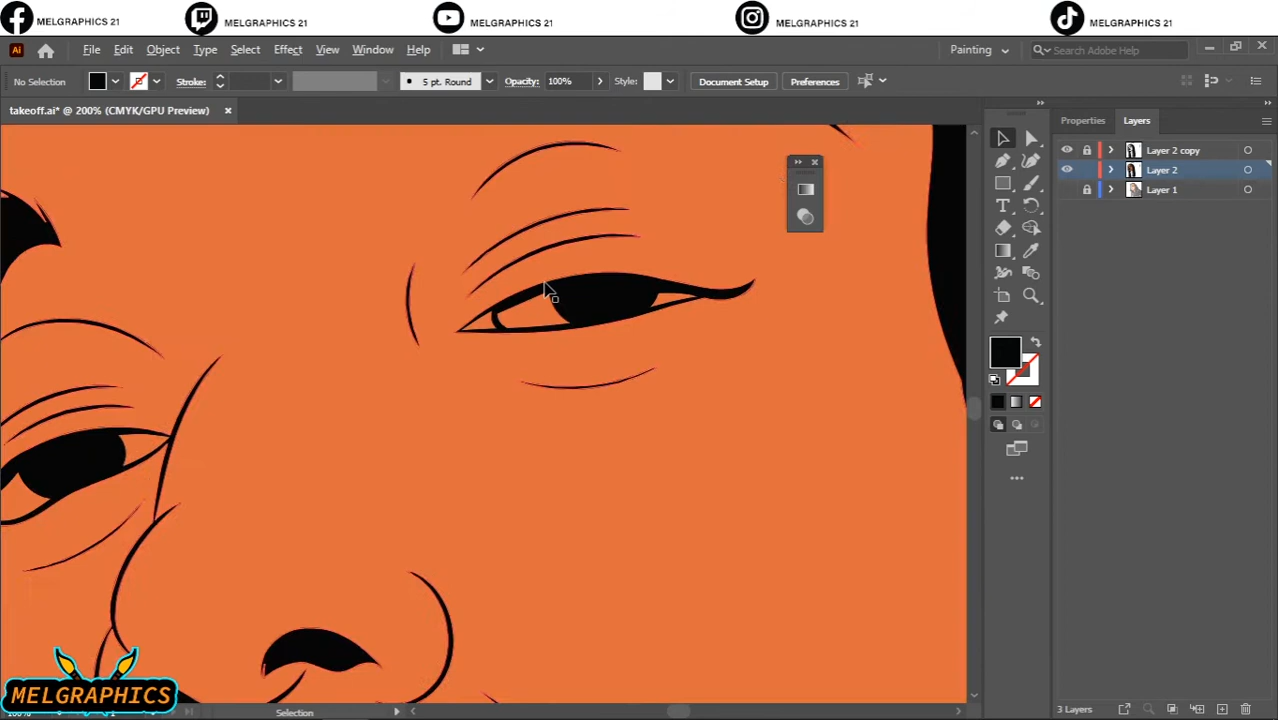 MELGRAPHICS 21 MELGRAPHICS 21 MELGRAPHICS 21 MELGRAPHICS 21 MELGRAPHICS 21
Ai File Edit Object Type Select Effect View Window Help Painting Search Adobe Help
No Selection Stroke: 5 pt. Round Opacity: 100% Style: Document Setup Preferences
takeoff.ai* @ 200% (CMYK/GPU Preview)
Properties Layers
Layer 2 copy
Layer 2
Layer 1
MELGRAPHICS
Selection
3 Layers